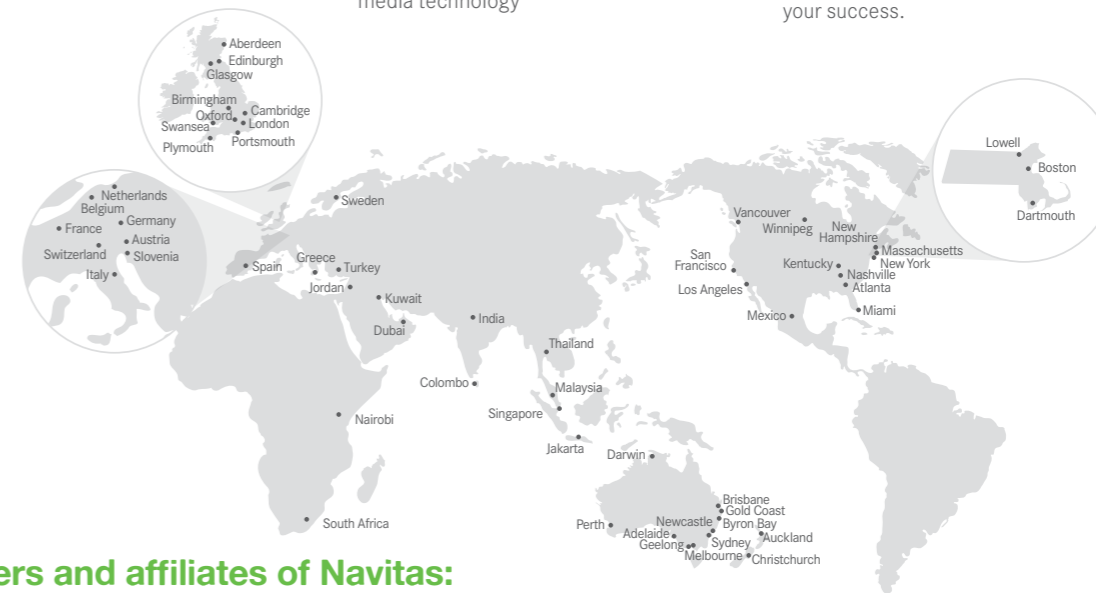 media technology
your success.
Aberdeen
Edinburgh
Glasgow
Birmingham
Oxford
Cambridge
London
Swansea
Portsmouth
Plymouth
Netherlands
Belgium
Germany
France
Austria
Switzerland
Slovenia
Italy
Lowell
Boston
Dartmouth
Sweden
Spain
Greece
Turkey
Jordan
Kuwait
Dubai
India
Thailand
Colombo
Malaysia
Singapore
Nairobi
Jakarta
Darwin
South Africa
Vancouver
Winnipeg
New
Hampshire
Massachusetts
New York
San
Francisco
Kentucky
Nashville
Los Angeles
Atlanta
Mexico
Miami
Brisbane
Gold Coast
Newcastle
Byron Bay
Perth
Adelaide
Auckland
Sydney
Geelong
Melbourne
Christchurch
ers and affiliates of Navitas: